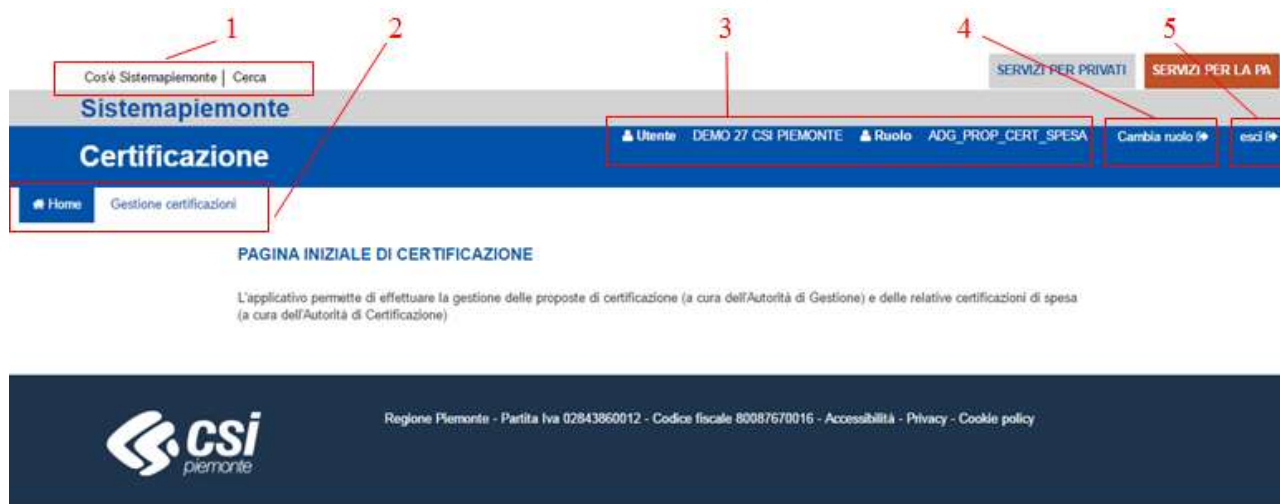 1 2 3 4 5
Cos'è Sistemapiemonte | Cerca
SERVIZI PER PRIVATI SERVIZI PER LA PA
Sistemapiemonte
Utente DEMO 27 CSI PIEMONTE Ruolo ADG_PROP_CERT_SPESA Cambia ruolo esci
Certificazione
Home Gestione certificazioni
PAGINA INIZIALE DI CERTIFICAZIONE
L'applicativo permette di effettuare la gestione delle proposte di certificazione (a cura dell'Autorità di Gestione) e delle relative certificazioni di spesa
(a cura dell'Autorità di Certificazione)
Regione Piemonte - Partita Iva 02843860012 - Codice fiscale 80087670016 - Accessibilità - Privacy - Cookie policy
csi
piemonte